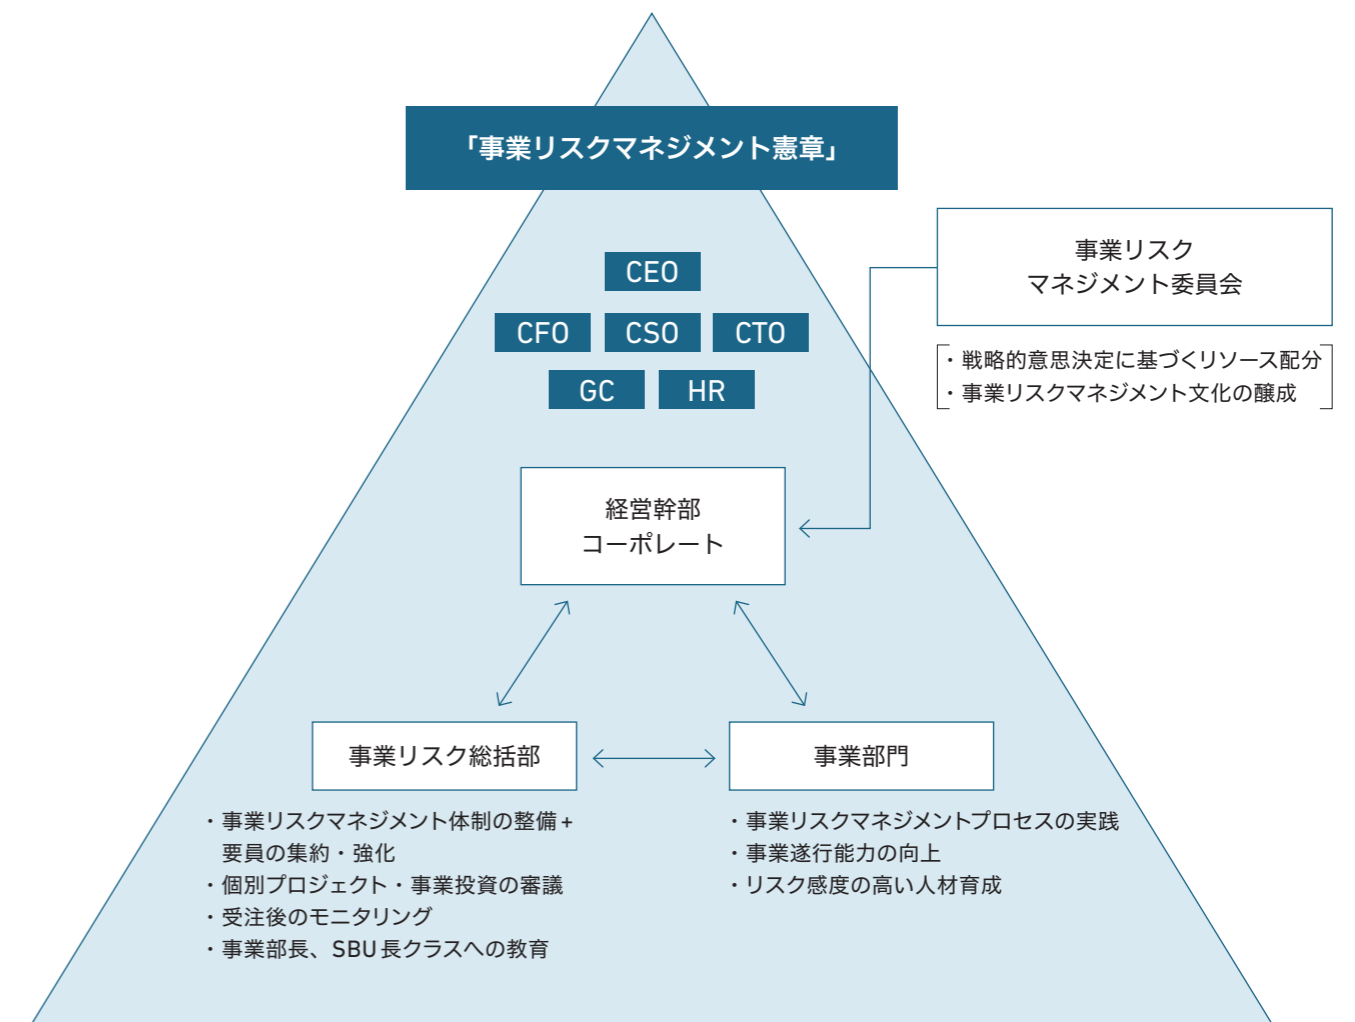 「事業リスクマネジメント憲章」
CEO
CFO
CSO
CTO
GC
HR
事業リスク
マネジメント委員会
・戦略的意思決定に基づくリソース配分
・事業リスクマネジメント文化の醸成
経営幹部
コーポレート
事業リスク総括部
・事業リスクマネジメント体制の整備+
要員の集約・強化
・個別プロジェクト・事業投資の審議
・受注後のモニタリング
・事業部長、SBU長クラスへの教育
事業部門
・事業リスクマネジメントプロセスの実践
・事業遂行能力の向上
・リスク感度の高い人材育成